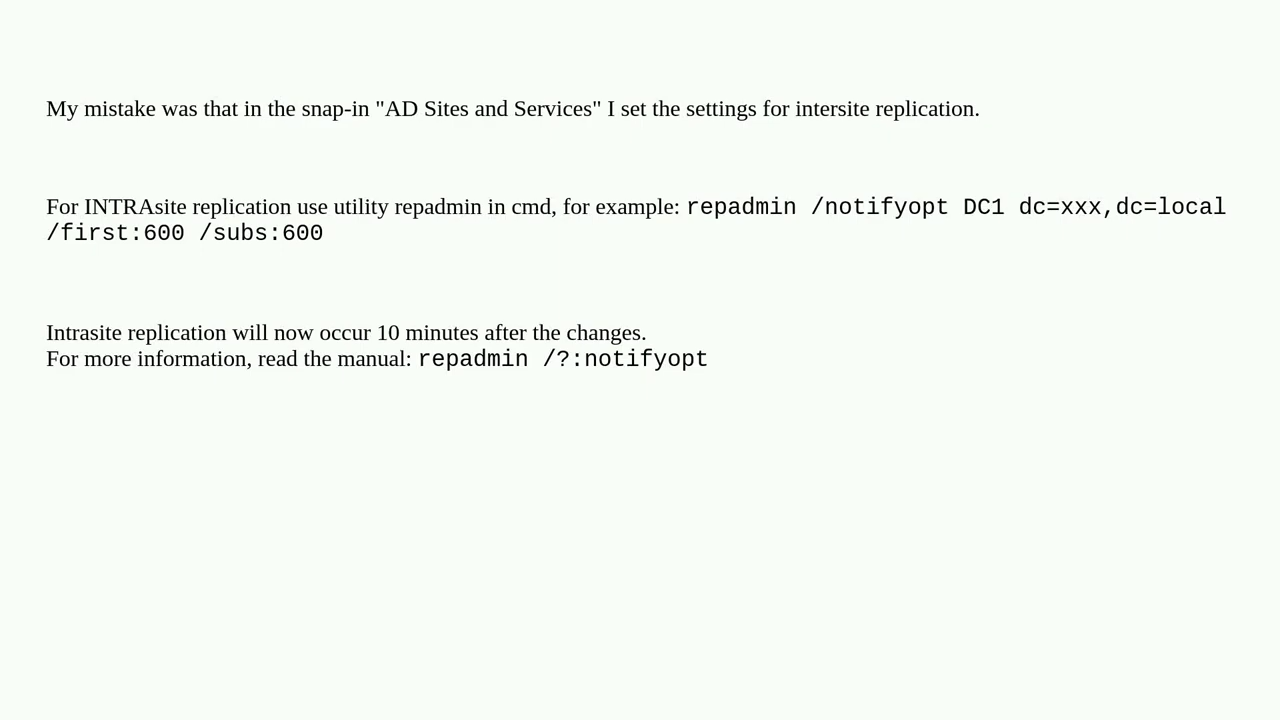 My mistake was that in the snap-in "AD Sites and Services" I set the settings for intersite replication.
For INTRAsite replication use utility repadmin in cmd, for example: repadmin /notifyopt DC1 dc=xxx,dc=local
/first:600 /subs:600
Intrasite replication will now occur 10 minutes after the changes.
For more information, read the manual: repadmin /?:notifyopt